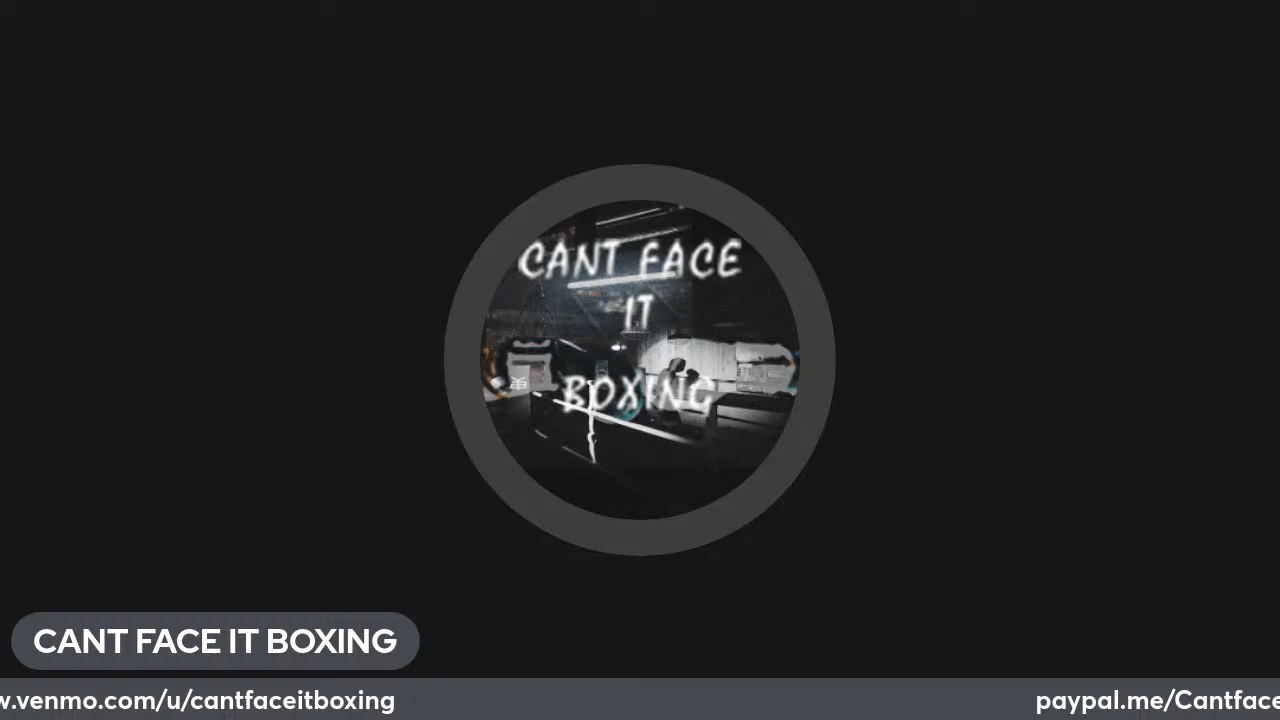 CANT FACE
IT
BOXING
CANT FACE IT BOXING
w.venmo.com/u/cantfaceitboxing
paypal.me/Cantface